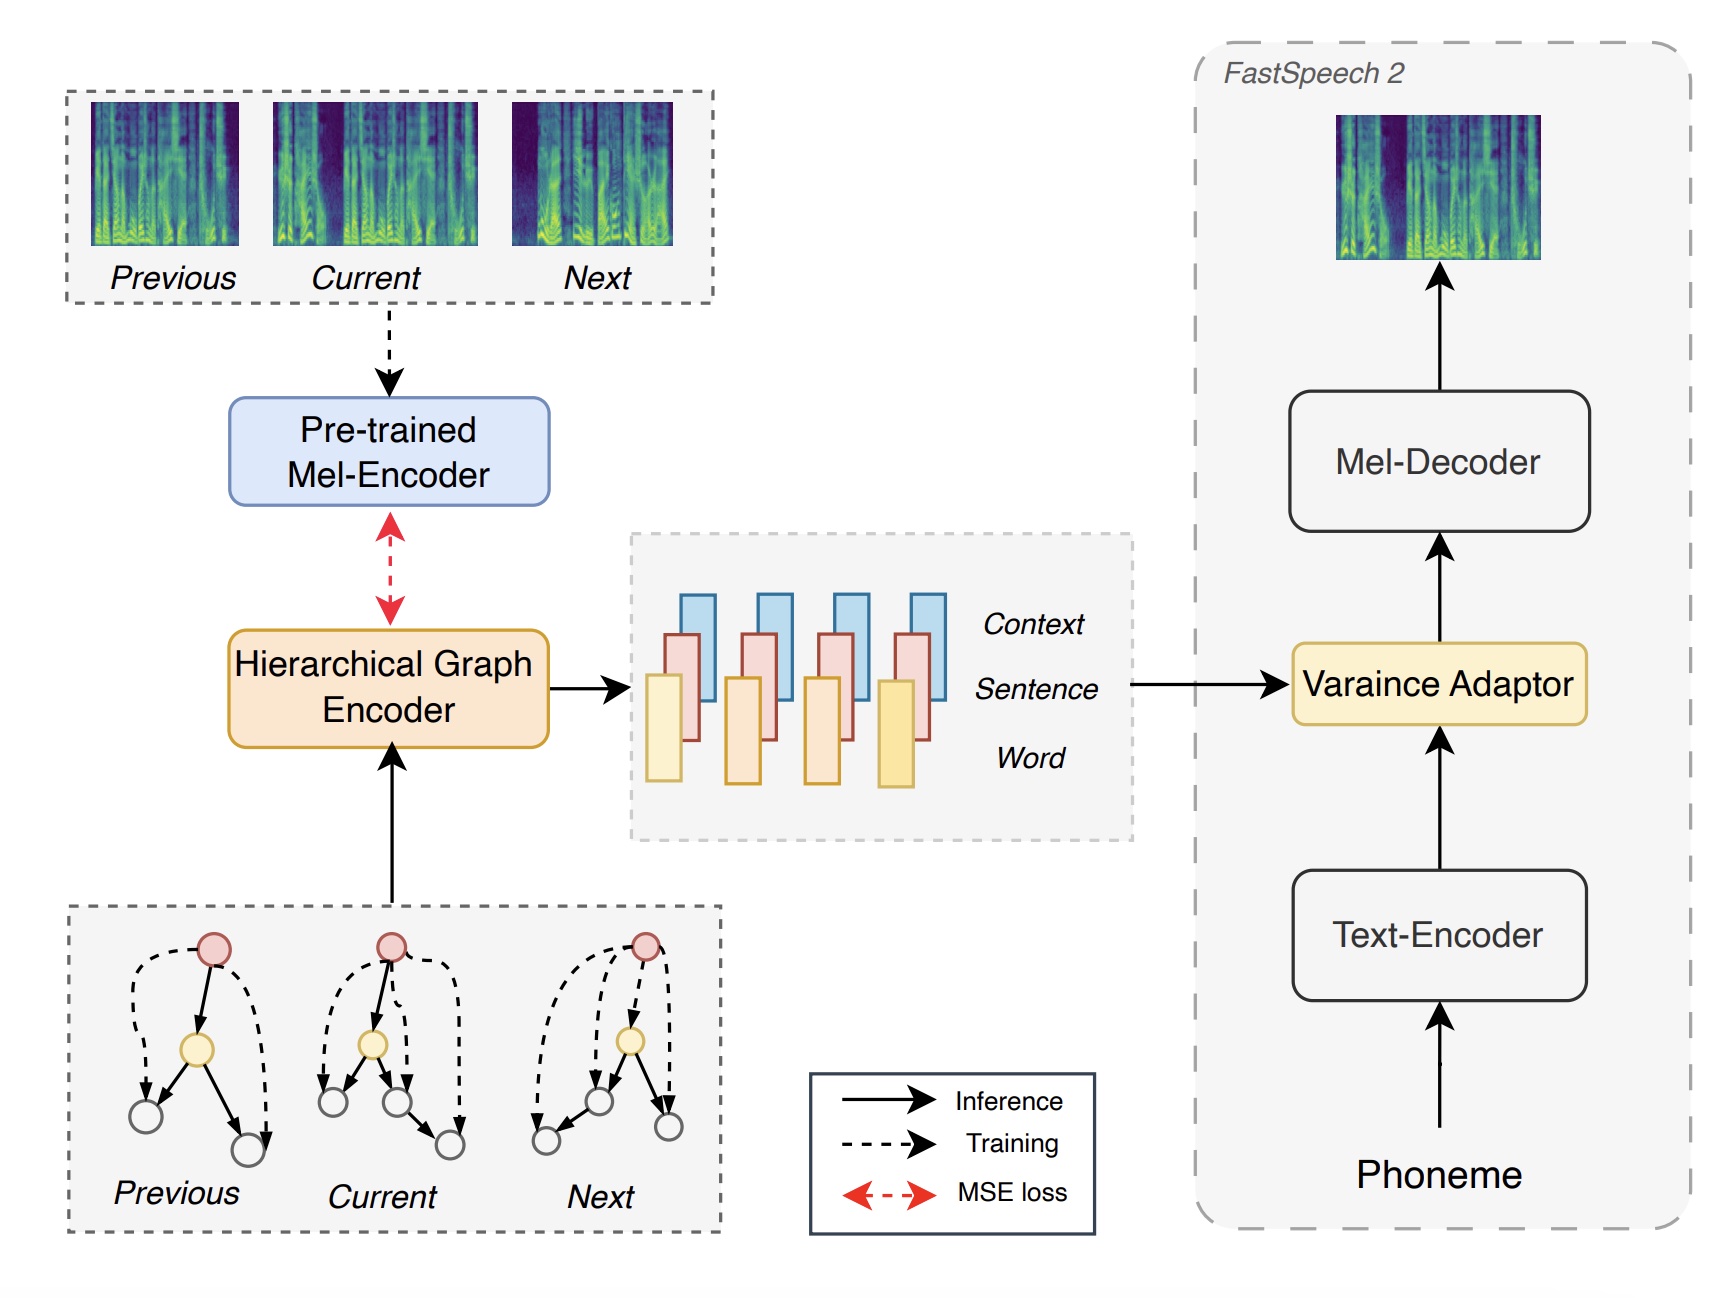 FastSpeech 2
Previous
Current
Next
Pre-trained
Mel-Encoder
Mel-Decoder
Hierarchical Graph
Encoder
Context
Sentence
Word
Varaince Adaptor
Text-Encoder
Phoneme
Previous
Current
Next
Inference
Training
MSE loss